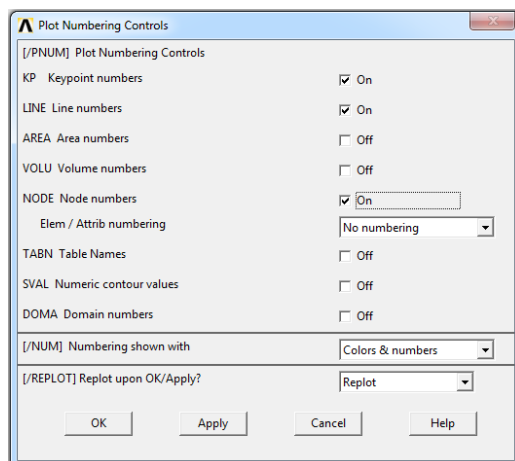 Plot Numbering Controls
[/PNUM] Plot Numbering Controls
KP Keypoint numbers On
LINE Line numbers On
AREA Area numbers Off
VOLU Volume numbers Off
NODE Node numbers On
Elem / Attrib numbering No numbering
TABN Table Names Off
SVAL Numeric contour values Off
DOMA Domain numbers Off
[/NUM] Numbering shown with Colors & numbers
[/REPLOT] Replot upon OK/Apply? Replot
OK Apply Cancel Help